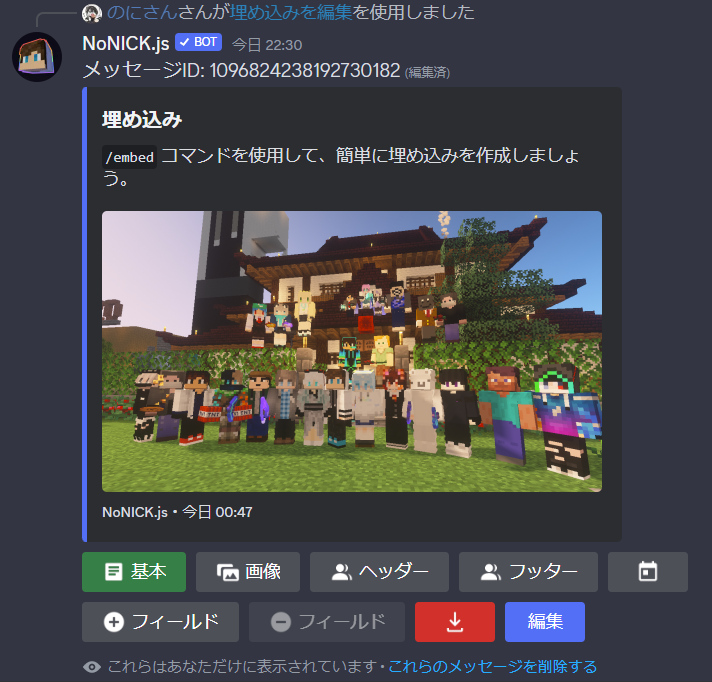 のにさんさんが埋め込みを編集を使用しました
NoNICK.js ✓ BOT 今日 22:30
メッセージID: 1096824238192730182 (編集済)
埋め込み
/embed コマンドを使用して、簡単に埋め込みを作成しましょ
う。
TNT TNT
NoNICK.js • 今日 00:47
基本 画像 ヘッダー フッター
フィールド フィールド 編集
これらはあなただけに表示されています • これらのメッセージを削除する